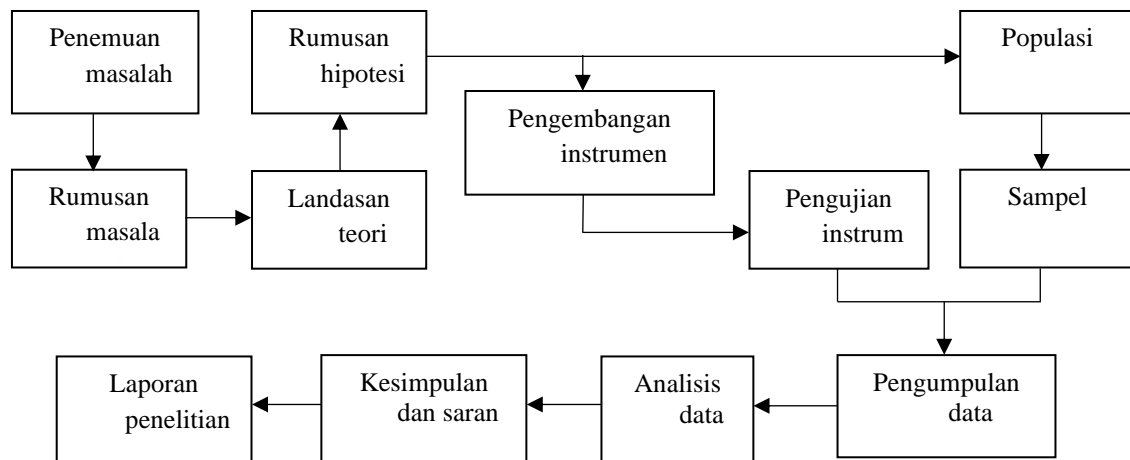 Penemuan
masalah
Rumusan
hipotesi
Populasi
Pengembangan
instrumen
Rumusan
masala
Landasan
teori
Pengujian
instrum
Sampel
Laporan
penelitian
Kesimpulan
dan saran
Analisis
data
Pengumpulan
data